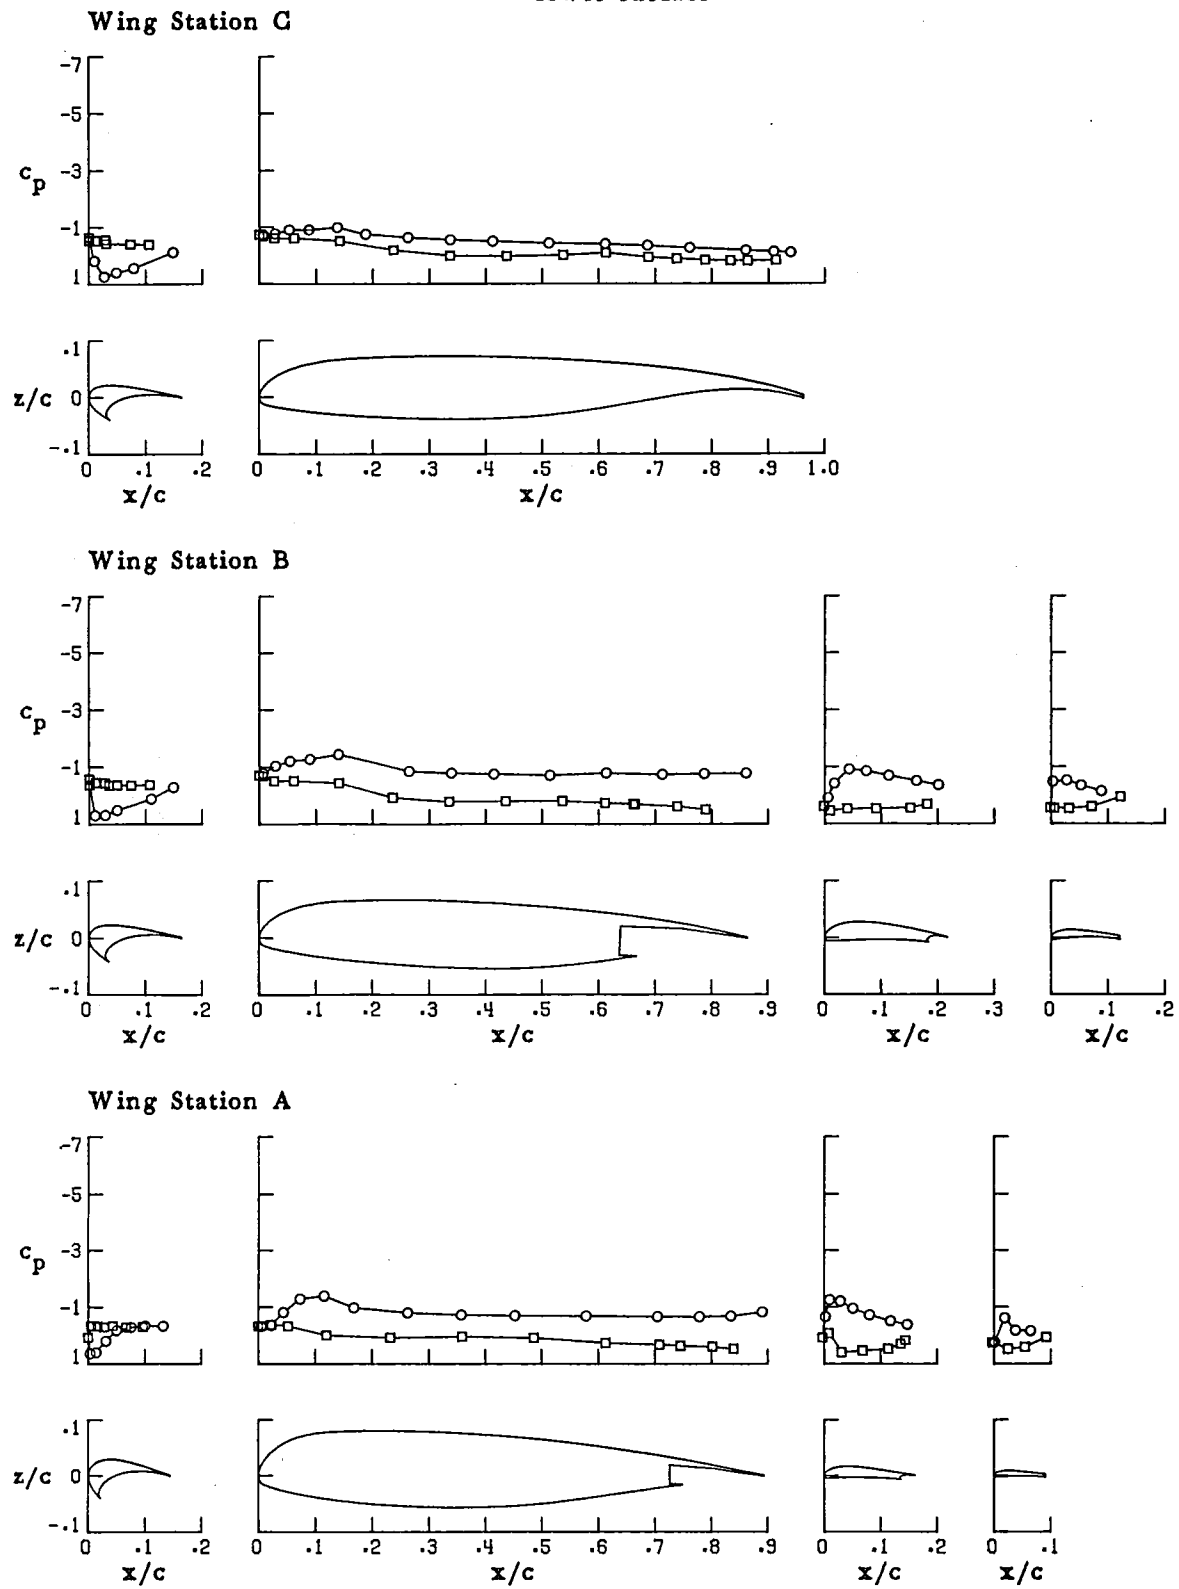 Wing Station C
-7
-5
-3
-1
1
c_p
.1
0
-.1
z/c
0 .1 .2
x/c
0 .1 .2 .3 .4 .5 .6 .7 .8 .9 1.0
x/c
Wing Station B
-7
-5
-3
-1
1
c_p
.1
0
-.1
z/c
0 .1 .2
x/c
0 .1 .2 .3 .4 .5 .6 .7 .8 .9
x/c
0 .1 .2 .3
x/c
0 .1 .2
x/c
Wing Station A
-7
-5
-3
-1
1
c_p
.1
0
-.1
z/c
0 .1 .2
x/c
0 .1 .2 .3 .4 .5 .6 .7 .8 .9
x/c
0 .1 .2
x/c
0 .1
x/c